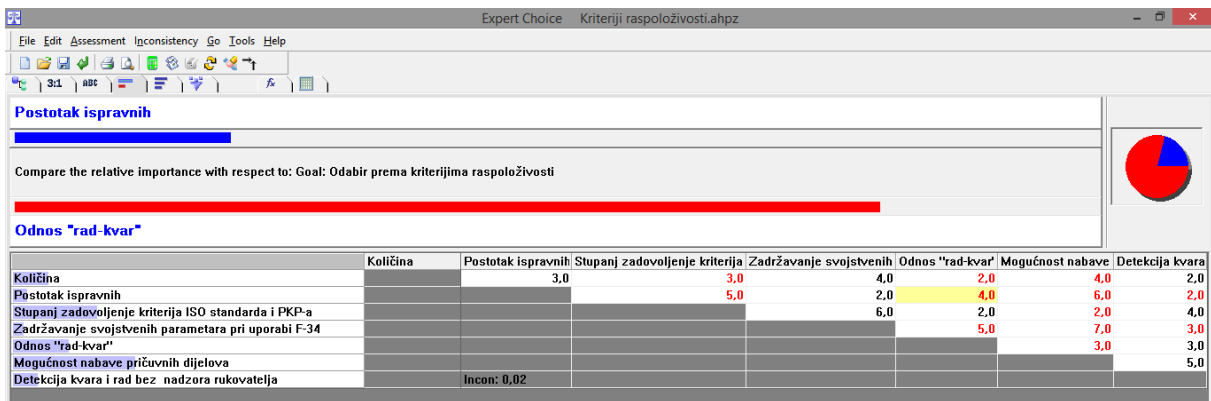 Expert Choice Kriteriji raspoloživosti.ahpz
File Edit Assessment Inconsistency Go Tools Help
3:1 ABC fx
Postotak ispravnih
Compare the relative importance with respect to: Goal: Odabir prema kriterijima raspoloživosti
Odnos "rad-kvar"
Količina Postotak ispravnih Stupanj zadovoljenje kriterija Zadržavanje svojstvenih Odnos "rad-kvar" Mogućnost nabave Detekcija kvara
Količina 3,0 3,0 4,0 2,0 4,0 2,0
Postotak ispravnih 5,0 2,0 4,0 6,0 2,0
Stupanj zadovoljenje kriterija ISO standarda i PKP-a 6,0 2,0 2,0 4,0
Zadržavanje svojstvenih parametara pri uporabi F-34 5,0 7,0 3,0
Odnos "rad-kvar" 3,0 3,0
Mogućnost nabave pričuvnih dijelova 5,0
Detekcija kvara i rad bez nadzora rukovatelja Incon: 0,02